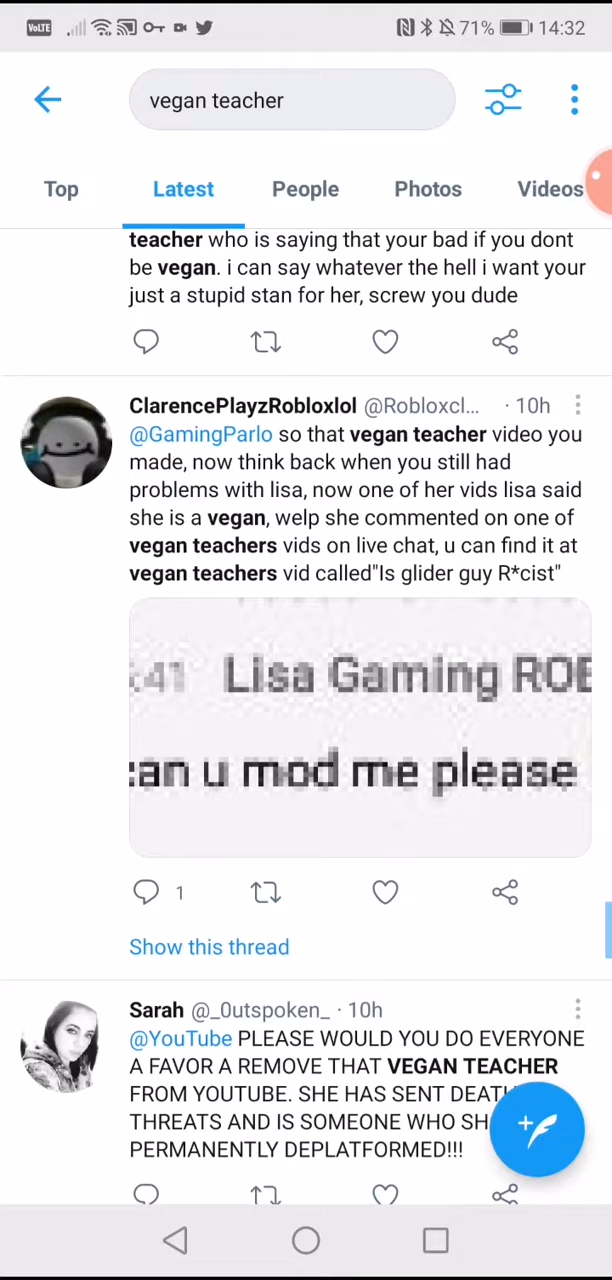 VoLTE 71% 14:32
vegan teacher
Top Latest People Photos Videos
teacher who is saying that your bad if you dont
be vegan. i can say whatever the hell i want your
just a stupid stan for her, screw you dude
ClarencePlayzRobloxlol @Robloxcl... · 10h
@GamingParlo so that vegan teacher video you
made, now think back when you still had
problems with lisa, now one of her vids lisa said
she is a vegan, welp she commented on one of
vegan teachers vids on live chat, u can find it at
vegan teachers vid called"Is glider guy R*cist"
:41 Lisa Gaming ROB
can u mod me please
1
Show this thread
Sarah @_0utspoken_ · 10h
@YouTube PLEASE WOULD YOU DO EVERYONE
A FAVOR A REMOVE THAT VEGAN TEACHER
FROM YOUTUBE. SHE HAS SENT DEATH
THREATS AND IS SOMEONE WHO SH
PERMANENTLY DEPLATFORMED!!!